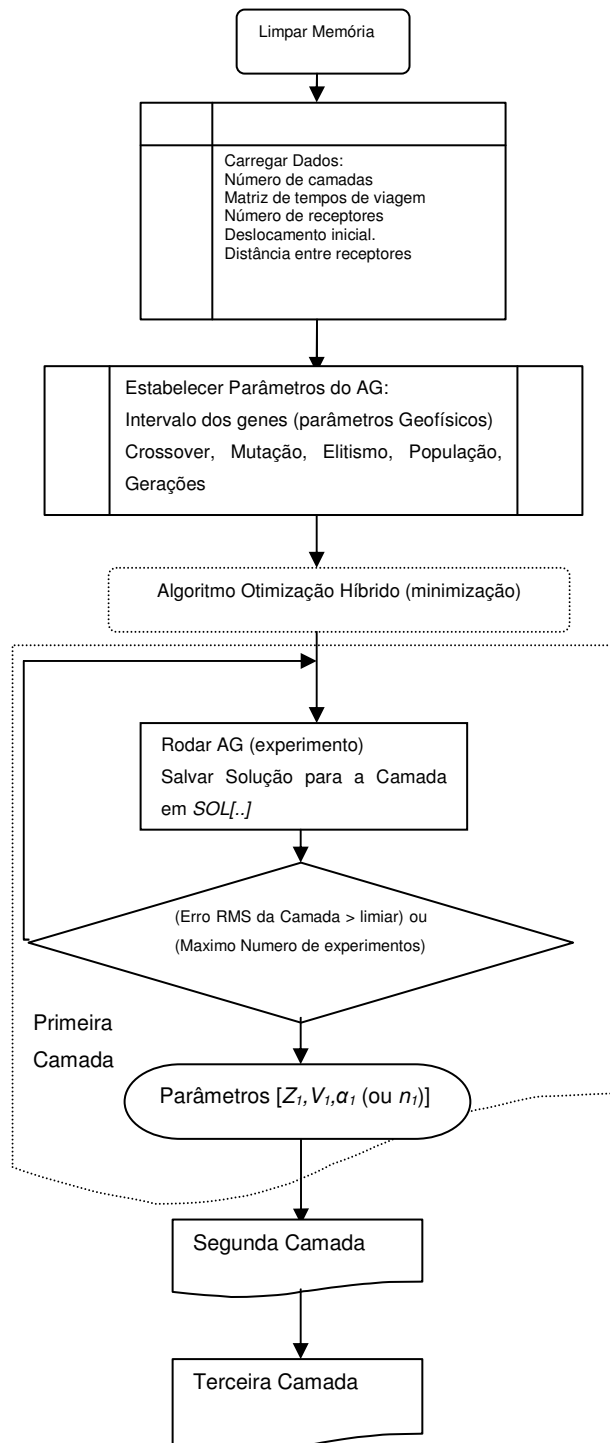 Limpar Memória
Carregar Dados:
Número de camadas
Matriz de tempos de viagem
Número de receptores
Deslocamento inicial.
Distância entre receptores
Estabelecer Parâmetros do AG:
Intervalo dos genes (parâmetros Geofísicos)
Crossover, Mutação, Elitismo, População,
Gerações
Algoritmo Otimização Híbrido (minimização)
Rodar AG (experimento)
Salvar Solução para a Camada
em SOL[..]
(Erro RMS da Camada > limiar) ou
(Maximo Numero de experimentos)
Primeira
Camada
Parâmetros [Z₁,V₁,α₁ (ou n₁)]
Segunda Camada
Terceira Camada